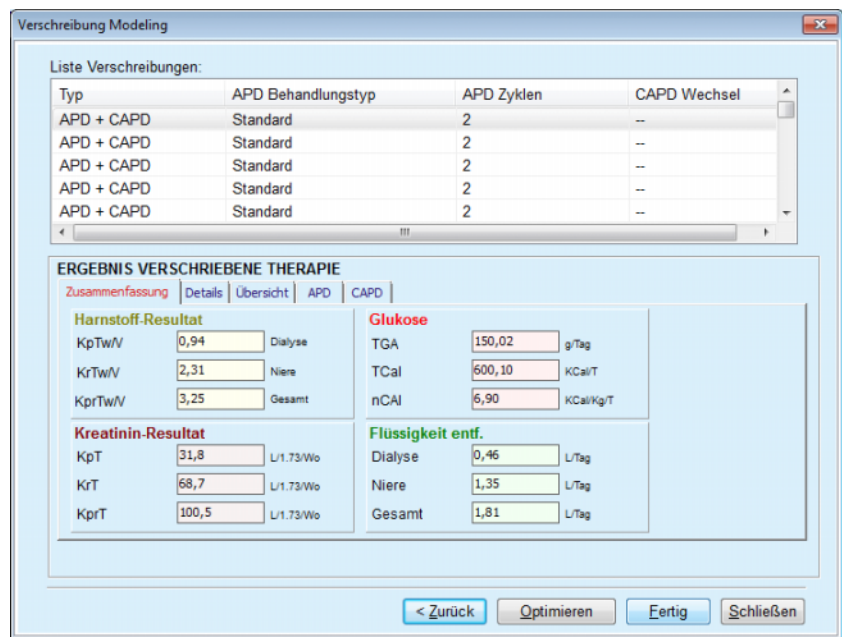 Verschreibung Modeling
Liste Verschreibungen:
Typ APD Behandlungstyp APD Zyklen CAPD Wechsel
APD + CAPD Standard 2 --
APD + CAPD Standard 2 --
APD + CAPD Standard 2 --
APD + CAPD Standard 2 --
APD + CAPD Standard 2 --
ERGEBNIS VERSCHRIEBENE THERAPIE
Zusammenfassung Details Übersicht APD CAPD
Harnstoff-Resultat
KpTw/V 0,94 Dialyse
KrTw/V 2,31 Niere
KprTw/V 3,25 Gesamt
Glukose
TGA 150,02 g/Tag
TCal 600,10 KCal/T
nCAl 6,90 KCal/Kg/T
Kreatinin-Resultat
KpT 31,8 L/1.73/Wo
KrT 68,7 L/1.73/Wo
KprT 100,5 L/1.73/Wo
Flüssigkeit entf.
Dialyse 0,46 L/Tag
Niere 1,35 L/Tag
Gesamt 1,81 L/Tag
< Zurück Optimieren Fertig Schließen